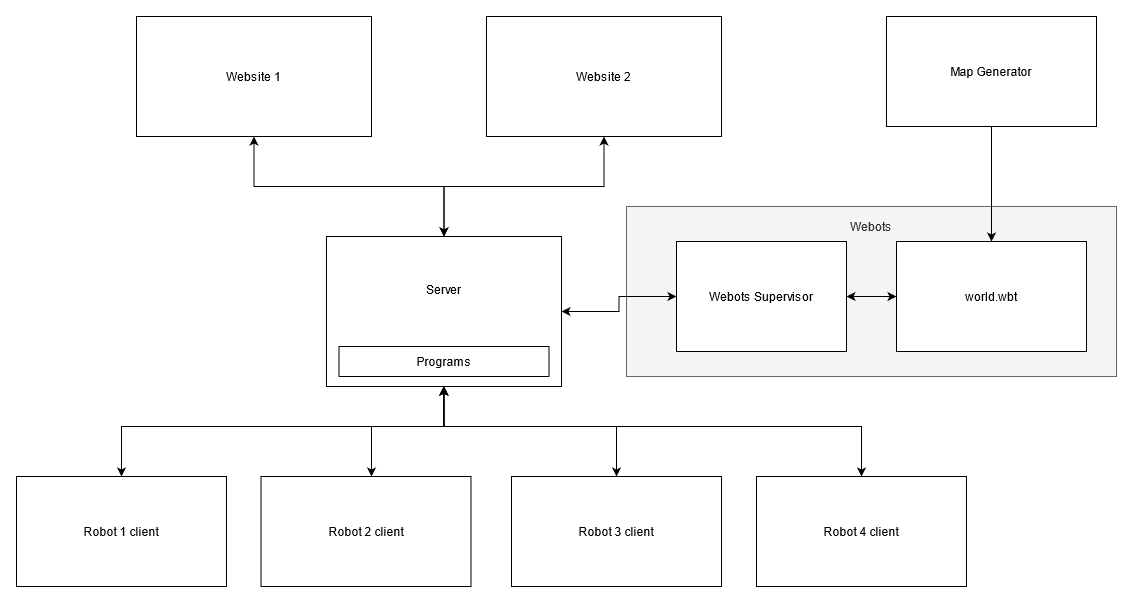 Website 1
Website 2
Map Generator
Webots
Server
Webots Supervisor
world.wbt
Programs
Robot 1 client
Robot 2 client
Robot 3 client
Robot 4 client